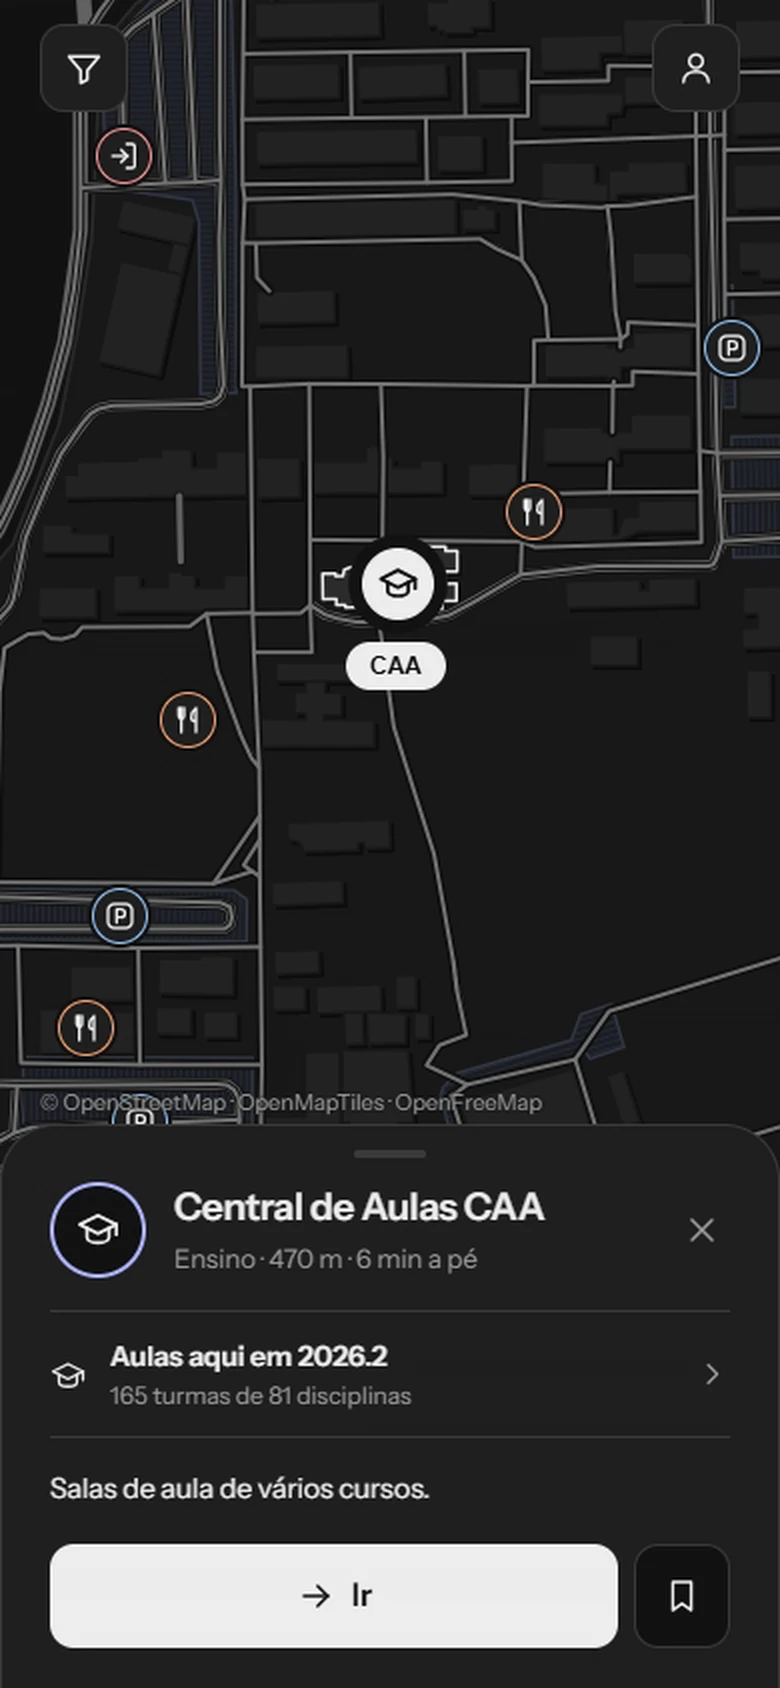 P
CAA
P
© OpenStreetMap · OpenMapTiles · OpenFreeMap
P
Central de Aulas CAA
Ensino · 470 m · 6 min a pé
Aulas aqui em 2026.2
165 turmas de 81 disciplinas
Salas de aula de vários cursos.
Ir